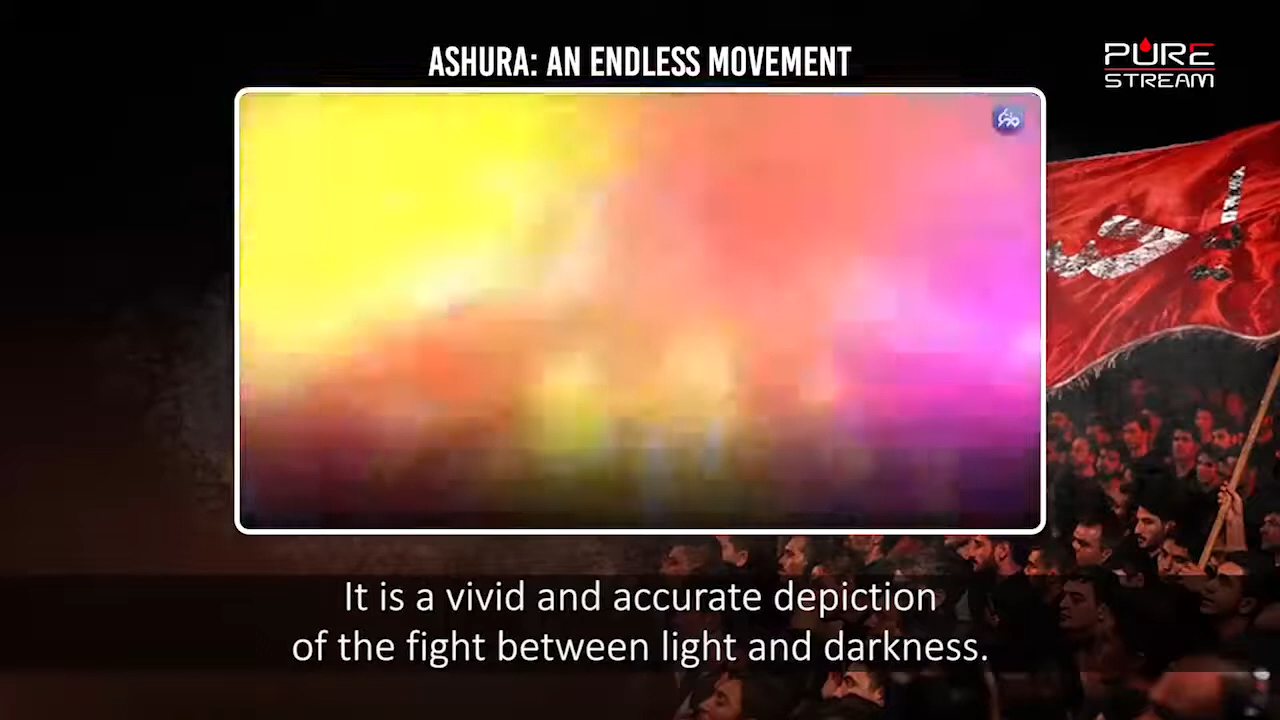 ASHURA: AN ENDLESS MOVEMENT
PURE
STREAM
It is a vivid and accurate depiction
of the fight between light and darkness.